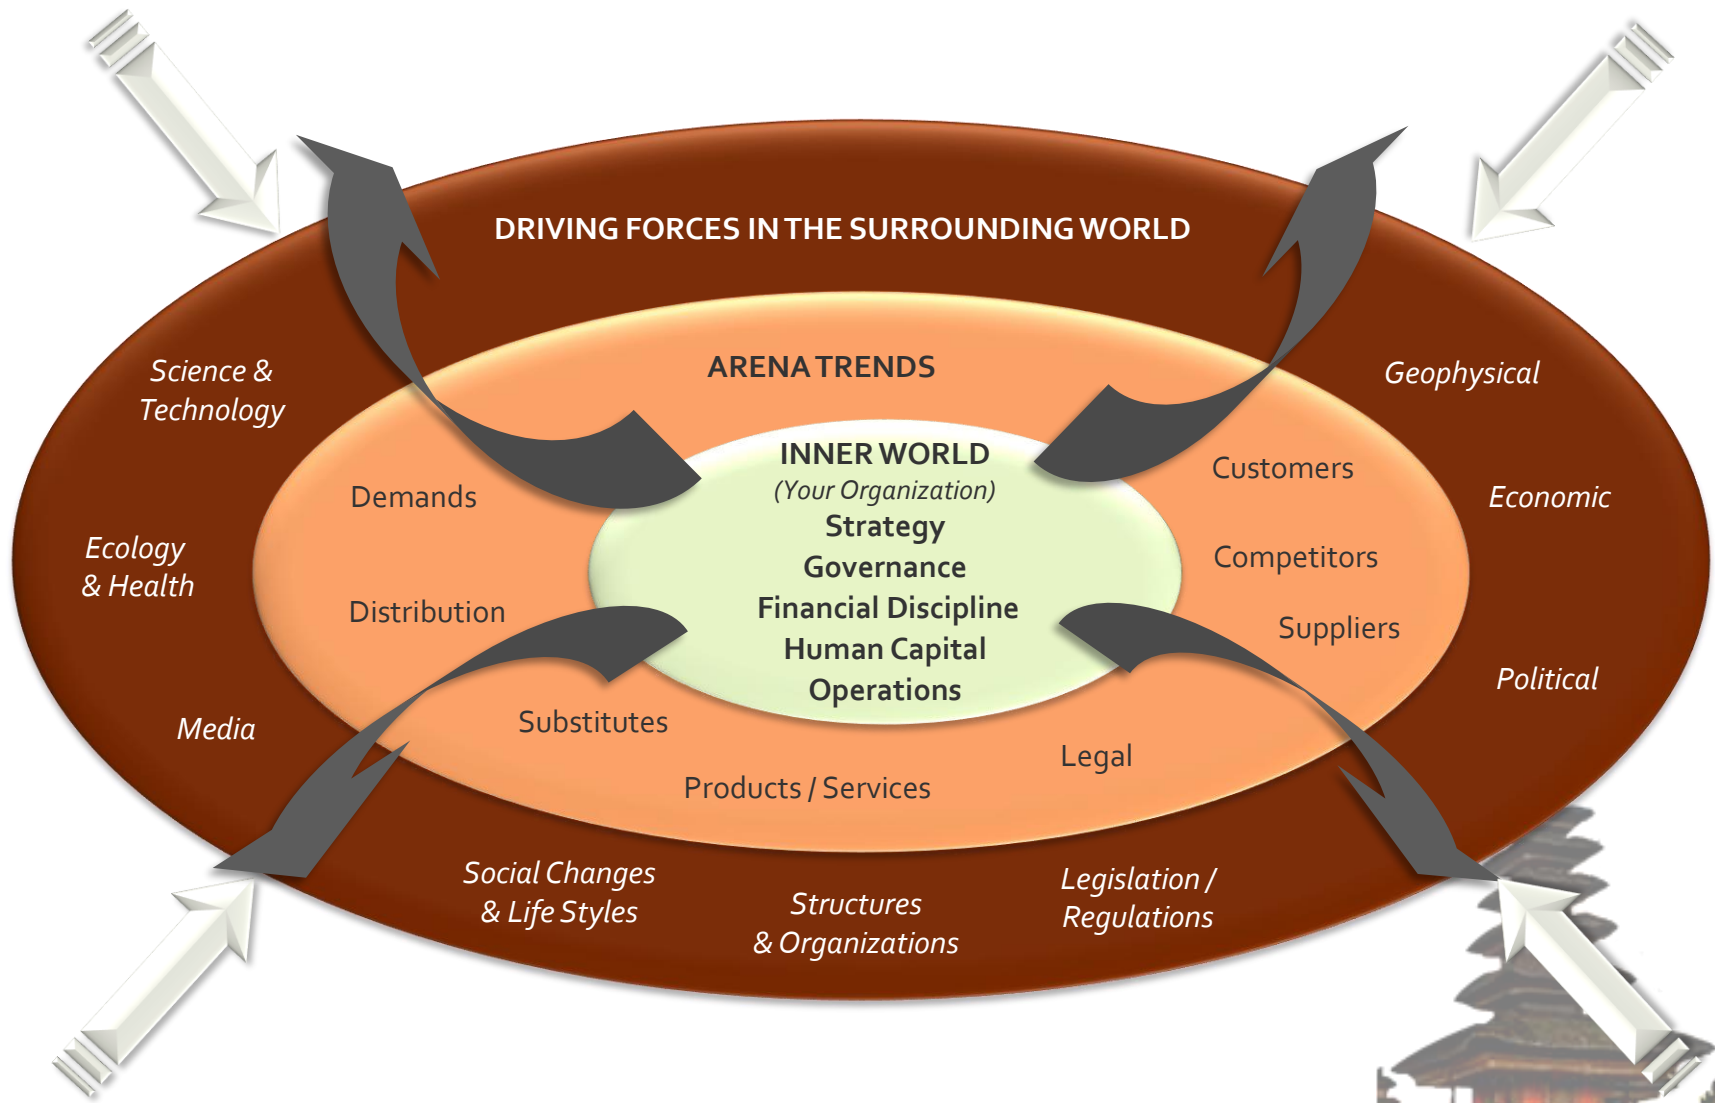 DRIVING FORCES IN THE SURROUNDING WORLD
ARENA TRENDS
INNER WORLD
(Your Organization)
Strategy
Governance
Financial Discipline
Human Capital
Operations
Demands
Distribution
Substitutes
Products / Services
Legal
Suppliers
Competitors
Customers
Science &
Technology
Ecology
& Health
Media
Social Changes
& Life Styles
Structures
& Organizations
Legislation /
Regulations
Political
Economic
Geophysical